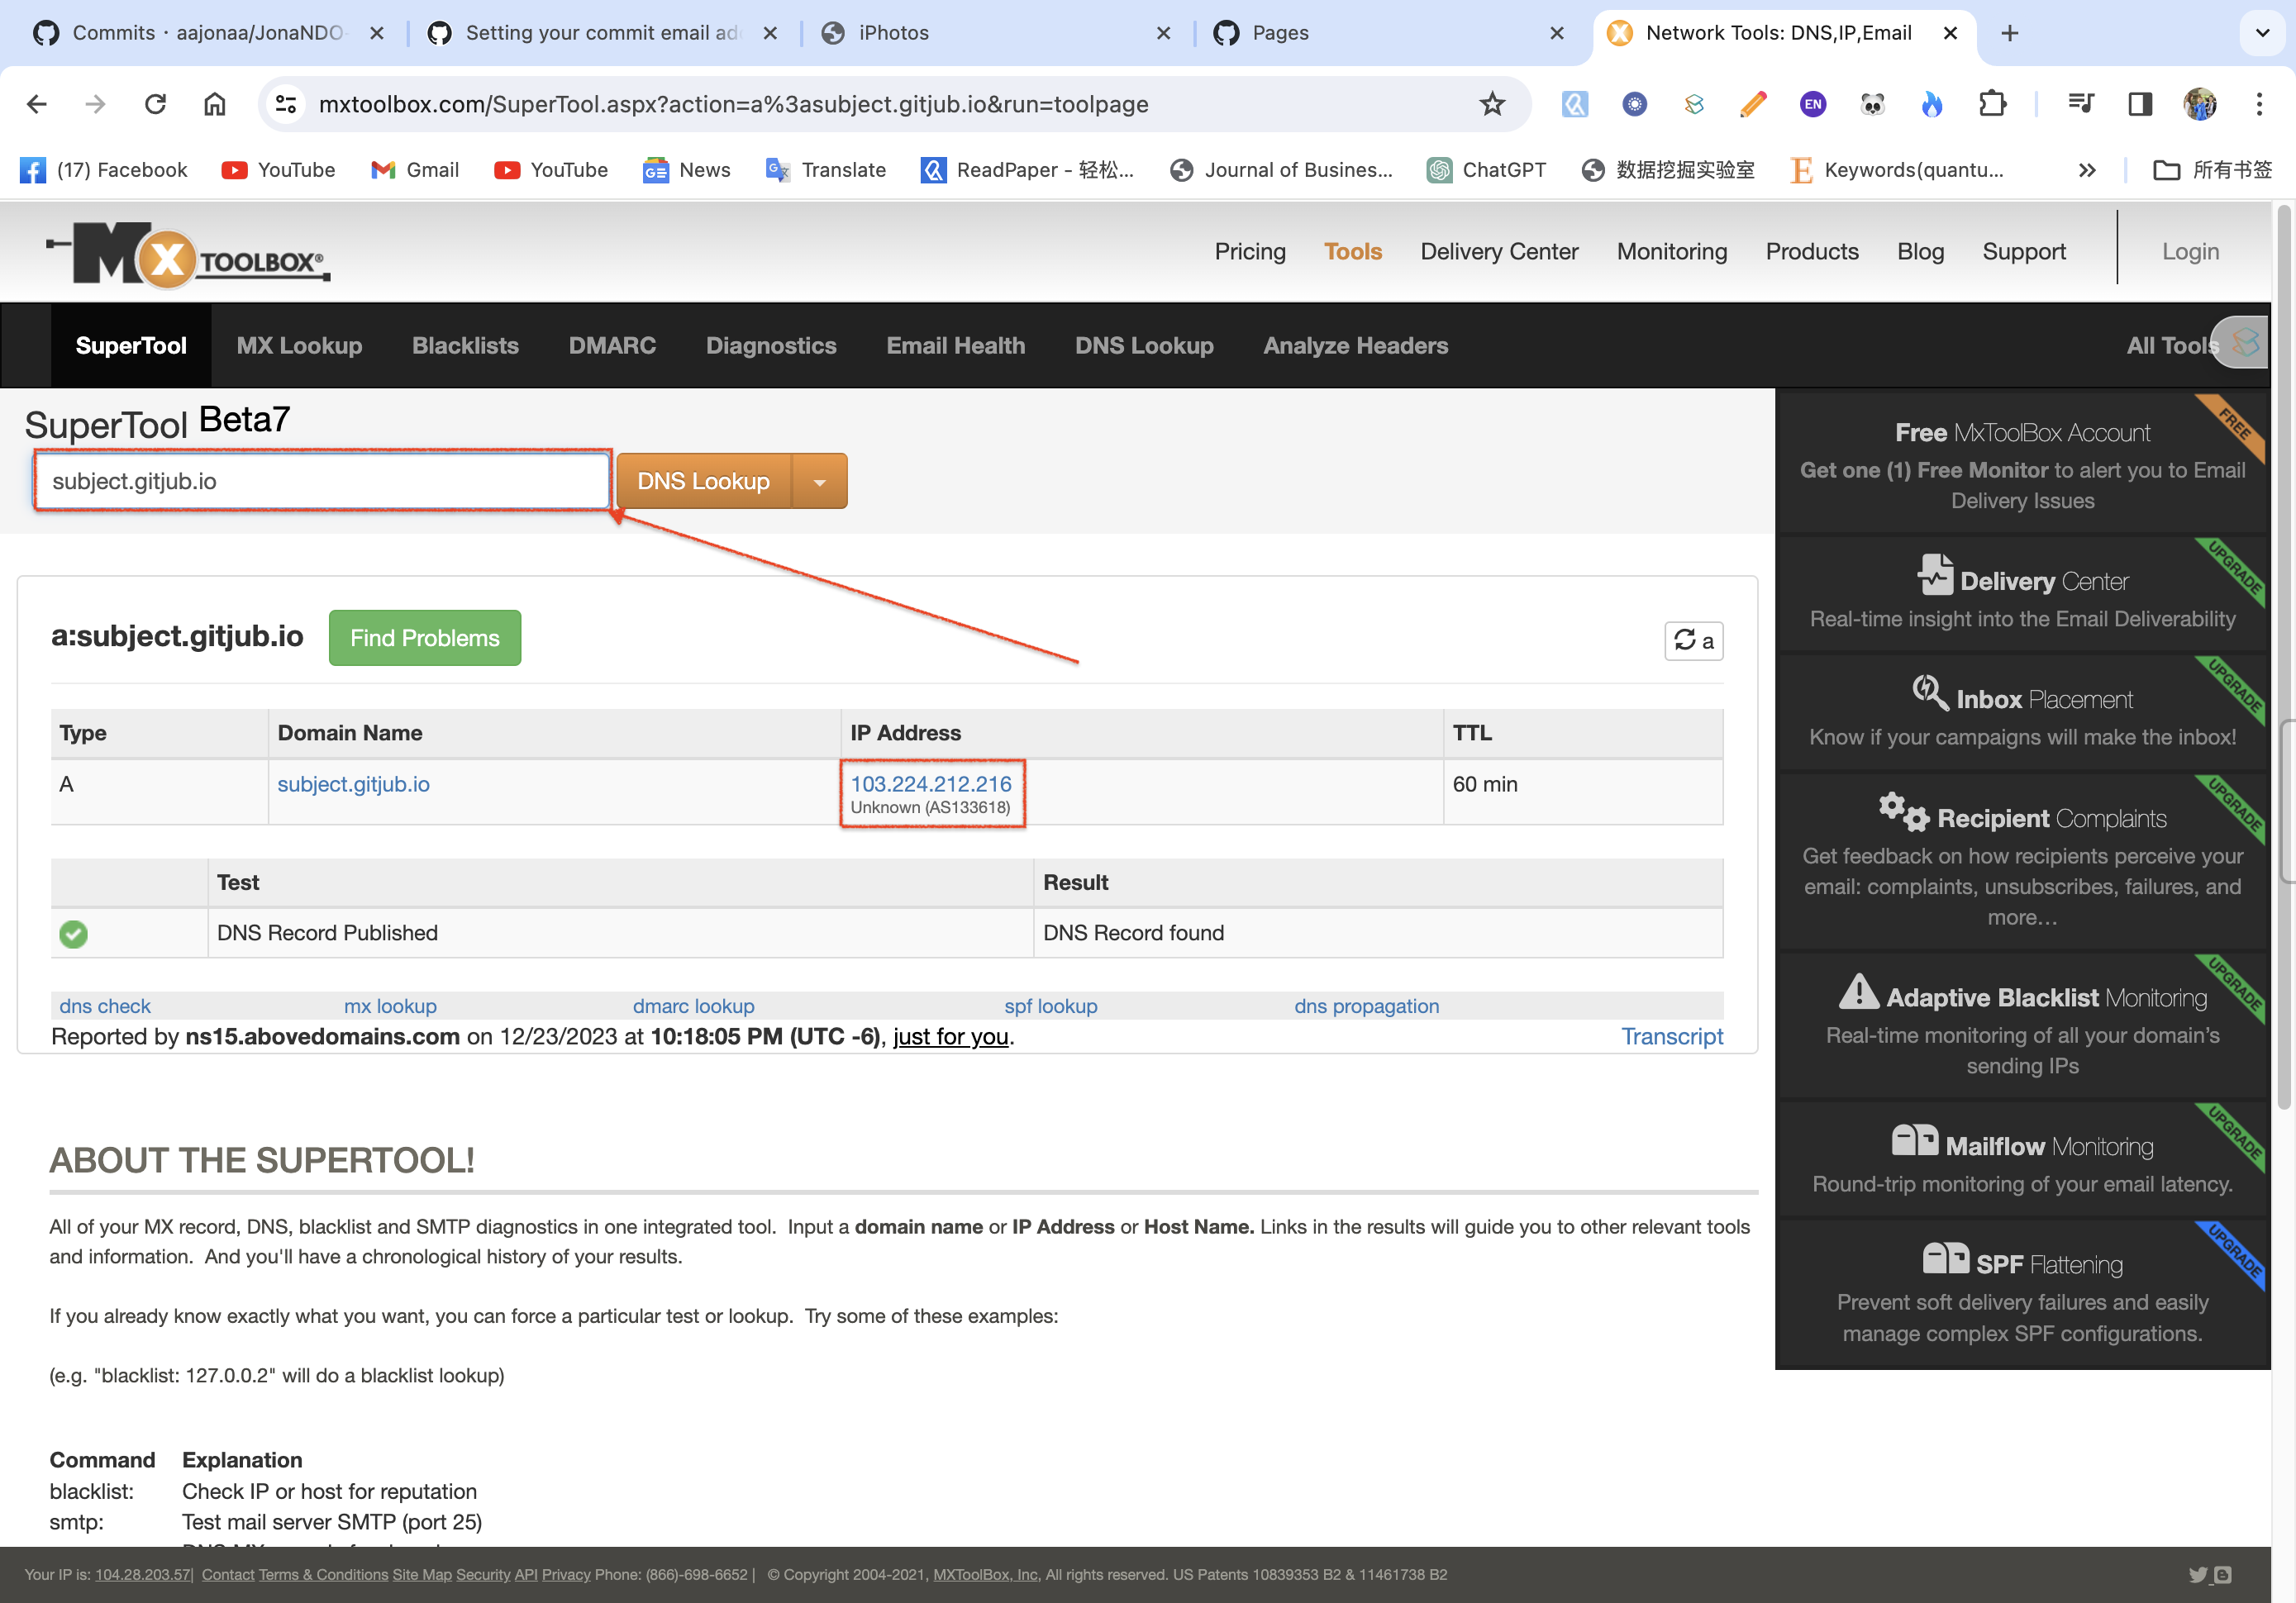 Commits · aajonaa/JonaNDO-
Setting your commit email add
iPhotos
Pages
Network Tools: DNS,IP,Email
mxtoolbox.com/SuperTool.aspx?action=a%3asubject.gitjub.io&run=toolpage
EN
(17) Facebook
YouTube
Gmail
YouTube
News
Translate
ReadPaper - 轻松...
Journal of Busines...
ChatGPT
数据挖掘实验室
Keywords(quantu...
所有书签
MX TOOLBOX®
Pricing
Tools
Delivery Center
Monitoring
Products
Blog
Support
Login
SuperTool
MX Lookup
Blacklists
DMARC
Diagnostics
Email Health
DNS Lookup
Analyze Headers
All Tools
SuperTool Beta7
subject.gitjub.io
DNS Lookup
a:subject.gitjub.io
Find Problems
a
Type Domain Name IP Address TTL
A subject.gitjub.io 103.224.212.216 60 min
Unknown (AS133618)
Test Result
DNS Record Published DNS Record found
dns check mx lookup dmarc lookup spf lookup dns propagation
Reported by ns15.abovedomains.com on 12/23/2023 at 10:18:05 PM (UTC -6), just for you. Transcript
ABOUT THE SUPERTOOL!
All of your MX record, DNS, blacklist and SMTP diagnostics in one integrated tool.  Input a domain name or IP Address or Host Name. Links in the results will guide you to other relevant tools
and information.  And you'll have a chronological history of your results.
If you already know exactly what you want, you can force a particular test or lookup.  Try some of these examples:
(e.g. "blacklist: 127.0.0.2" will do a blacklist lookup)
Command Explanation
blacklist: Check IP or host for reputation
smtp: Test mail server SMTP (port 25)
FREE
Free MxToolBox Account
Get one (1) Free Monitor to alert you to Email
Delivery Issues
UPGRADE
Delivery Center
Real-time insight into the Email Deliverability
UPGRADE
Inbox Placement
Know if your campaigns will make the inbox!
UPGRADE
Recipient Complaints
Get feedback on how recipients perceive your
email: complaints, unsubscribes, failures, and
more…
UPGRADE
Adaptive Blacklist Monitoring
Real-time monitoring of all your domain's
sending IPs
UPGRADE
Mailflow Monitoring
Round-trip monitoring of your email latency.
UPGRADE
SPF Flattening
Prevent soft delivery failures and easily
manage complex SPF configurations.
Your IP is: 104.28.203.57| Contact Terms & Conditions Site Map Security API Privacy Phone: (866)-698-6652 | © Copyright 2004-2021, MXToolBox, Inc, All rights reserved. US Patents 10839353 B2 & 11461738 B2